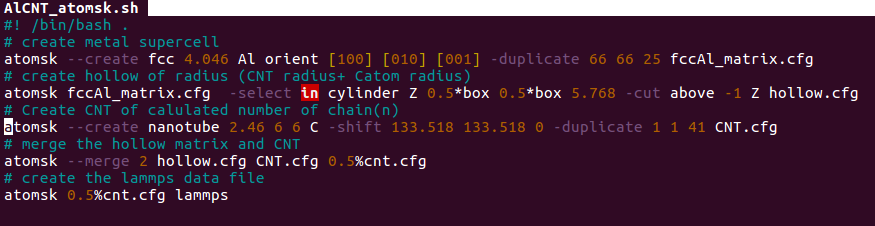 AlCNT_atomsk.sh
#! /bin/bash .
# create metal supercell
atomsk --create fcc 4.046 Al orient [100] [010] [001] -duplicate 66 66 25 fccAl_matrix.cfg
# create hollow of radius (CNT radius+ Catom radius)
atomsk fccAl_matrix.cfg  -select in cylinder Z 0.5*box 0.5*box 5.768 -cut above -1 Z hollow.cfg
# Create CNT of calulated number of chain(n)
atomsk --create nanotube 2.46 6 6 C -shift 133.518 133.518 0 -duplicate 1 1 41 CNT.cfg
# merge the hollow matrix and CNT
atomsk --merge 2 hollow.cfg CNT.cfg 0.5%cnt.cfg
# create the lammps data file
atomsk 0.5%cnt.cfg lammps